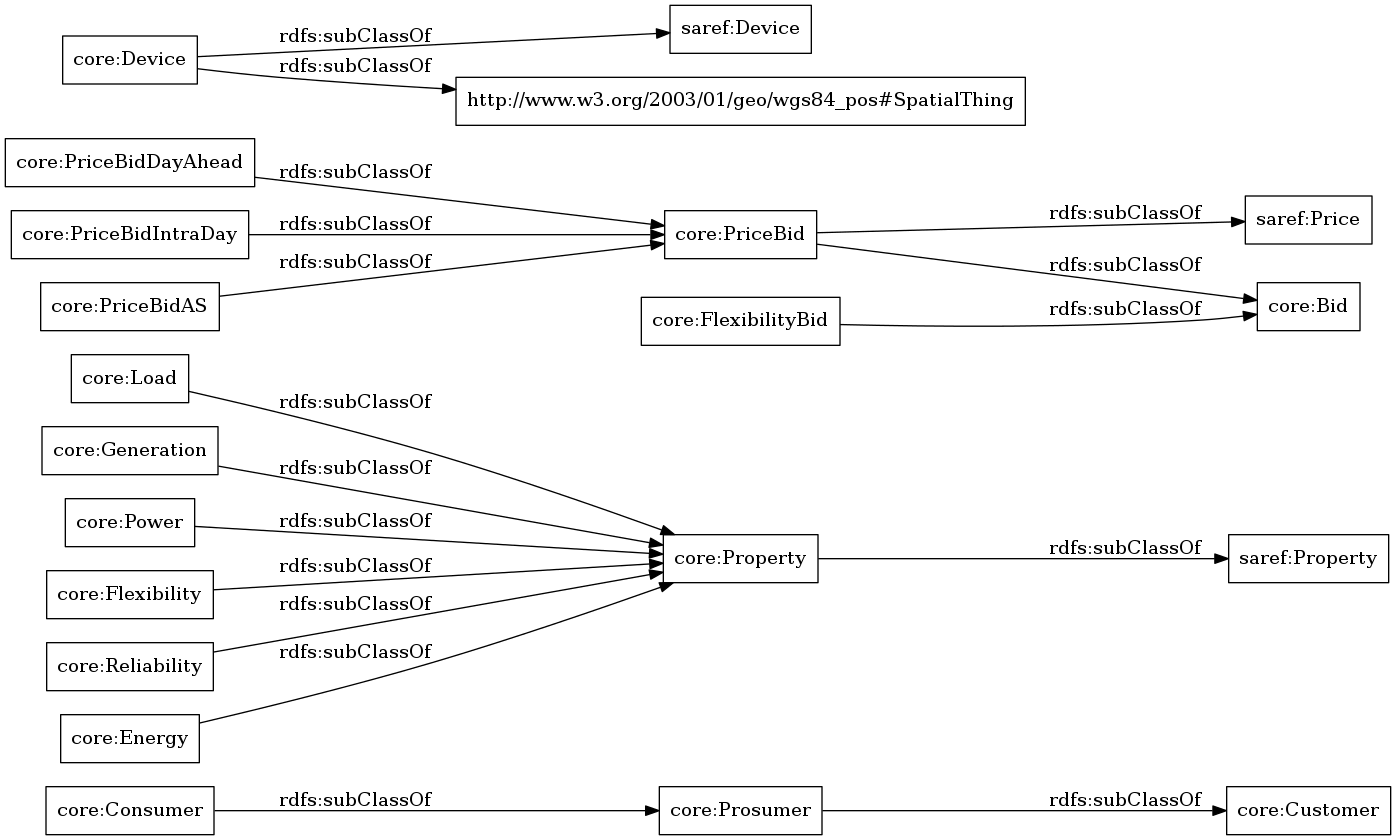 saref:Device
rdfs:subClassOf
core:Device
rdfs:subClassOf
http://www.w3.org/2003/01/geo/wgs84_pos#SpatialThing
core:PriceBidDayAhead
rdfs:subClassOf
core:PriceBidIntraDay
rdfs:subClassOf
core:PriceBid
rdfs:subClassOf
saref:Price
rdfs:subClassOf
core:PriceBidAS
rdfs:subClassOf
core:Bid
core:FlexibilityBid
rdfs:subClassOf
core:Load
rdfs:subClassOf
core:Generation
rdfs:subClassOf
core:Power
rdfs:subClassOf
core:Property
rdfs:subClassOf
saref:Property
core:Flexibility
rdfs:subClassOf
core:Reliability
rdfs:subClassOf
core:Energy
rdfs:subClassOf
core:Consumer
rdfs:subClassOf
core:Prosumer
rdfs:subClassOf
core:Customer